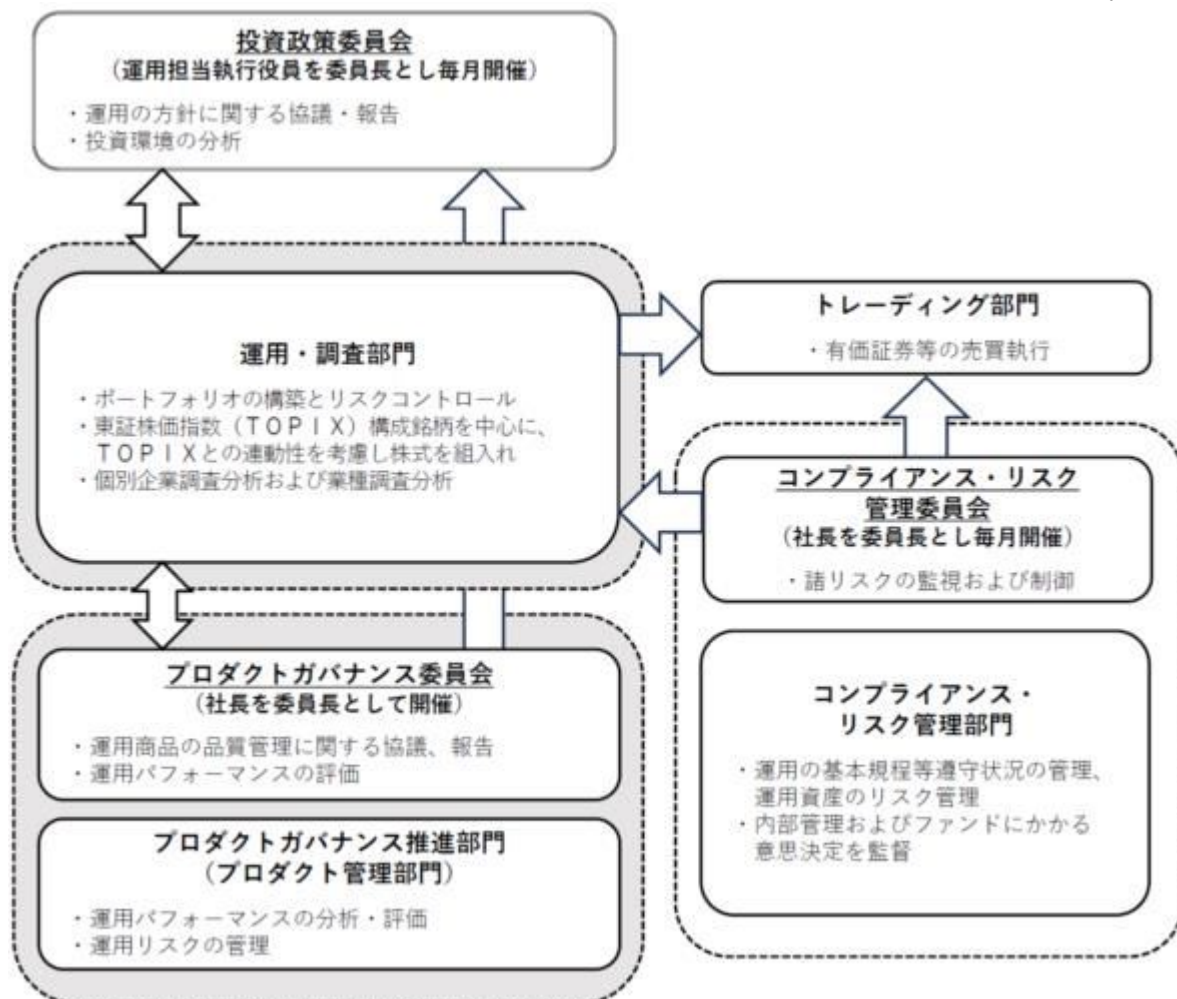 投資政策委員会
（運用担当執行役員を委員長とし毎月開催）
・運用の方針に関する協議・報告
・投資環境の分析
運用・調査部門
・ポートフォリオの構築とリスクコントロール
・東証株価指数（ＴＯＰＩＸ）構成銘柄を中心に、
ＴＯＰＩＸとの連動性を考慮し株式を組入れ
・個別企業調査分析および業種調査分析
トレーディング部門
・有価証券等の売買執行
コンプライアンス・リスク
管理委員会
（社長を委員長とし毎月開催）
・諸リスクの監視および制御
プロダクトガバナンス委員会
（社長を委員長として開催）
・運用商品の品質管理に関する協議、報告
・運用パフォーマンスの評価
プロダクトガバナンス推進部門
（プロダクト管理部門）
・運用パフォーマンスの分析・評価
・運用リスクの管理
コンプライアンス・
リスク管理部門
・運用の基本規程等遵守状況の管理、
運用資産のリスク管理
・内部管理およびファンドにかかる
意思決定を監督